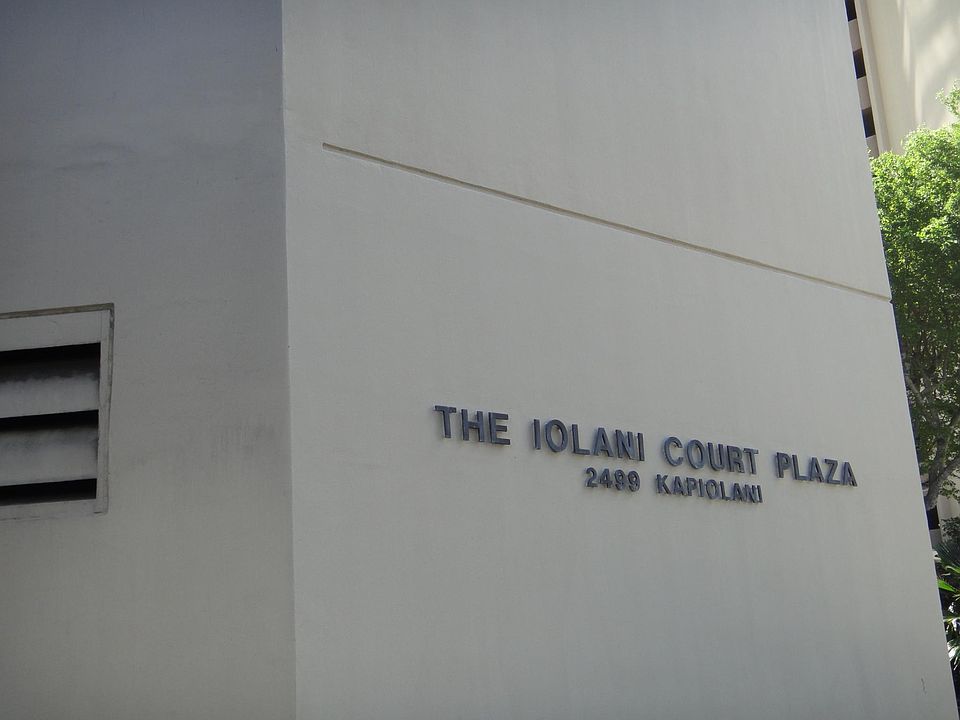 THE IOLANI COURT PLAZA
2499 KAPIOLANI